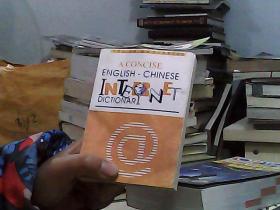 A CONCISE
ENGLISH - CHINESE
INTERNET
DICTIONARY
@